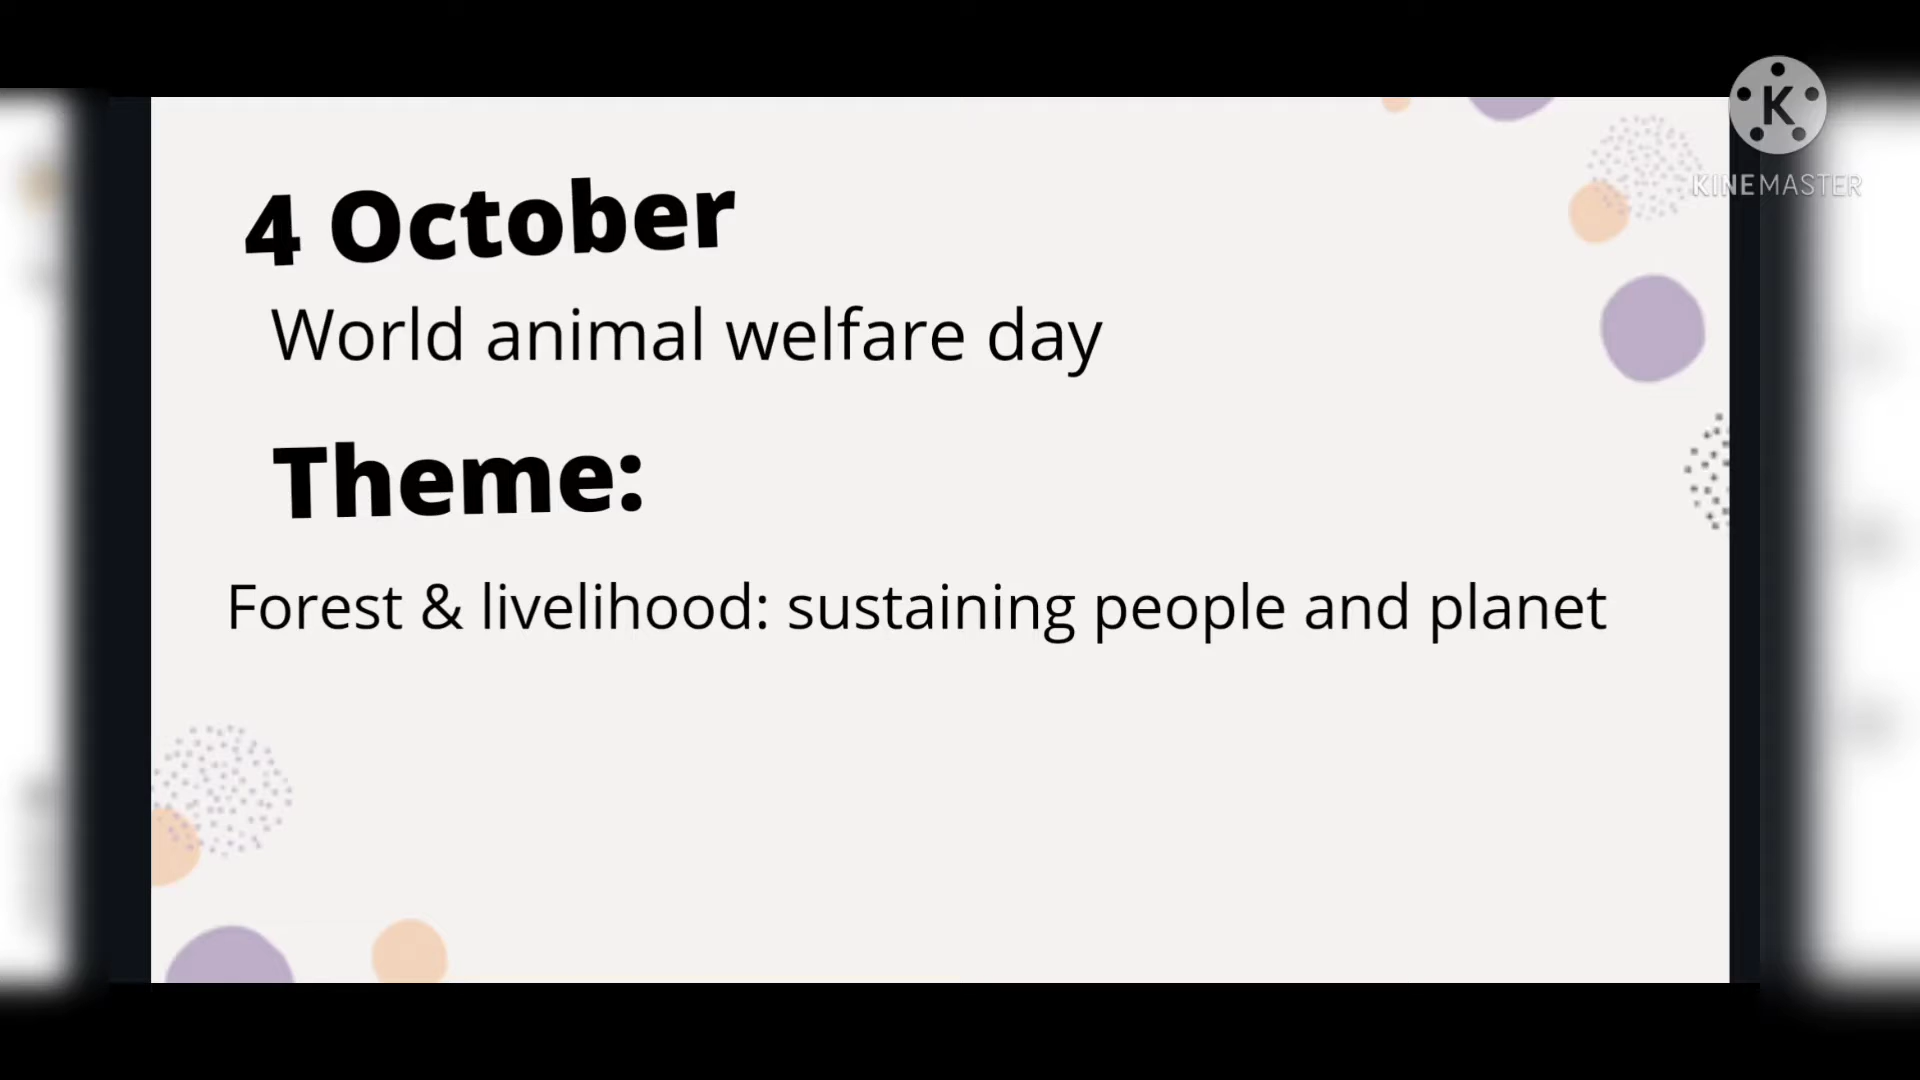 4 October
World animal welfare day
Theme:
Forest & livelihood: sustaining people and planet
K
KINEMASTER